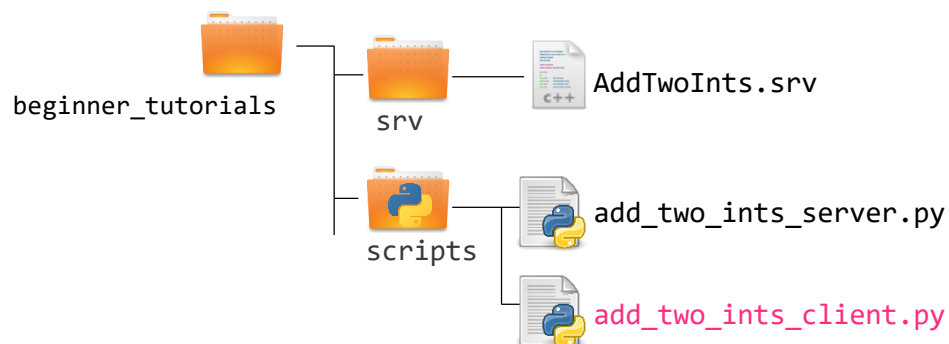 beginner_tutorials
srv
AddTwoInts.srv
C++
scripts
add_two_ints_server.py
add_two_ints_client.py